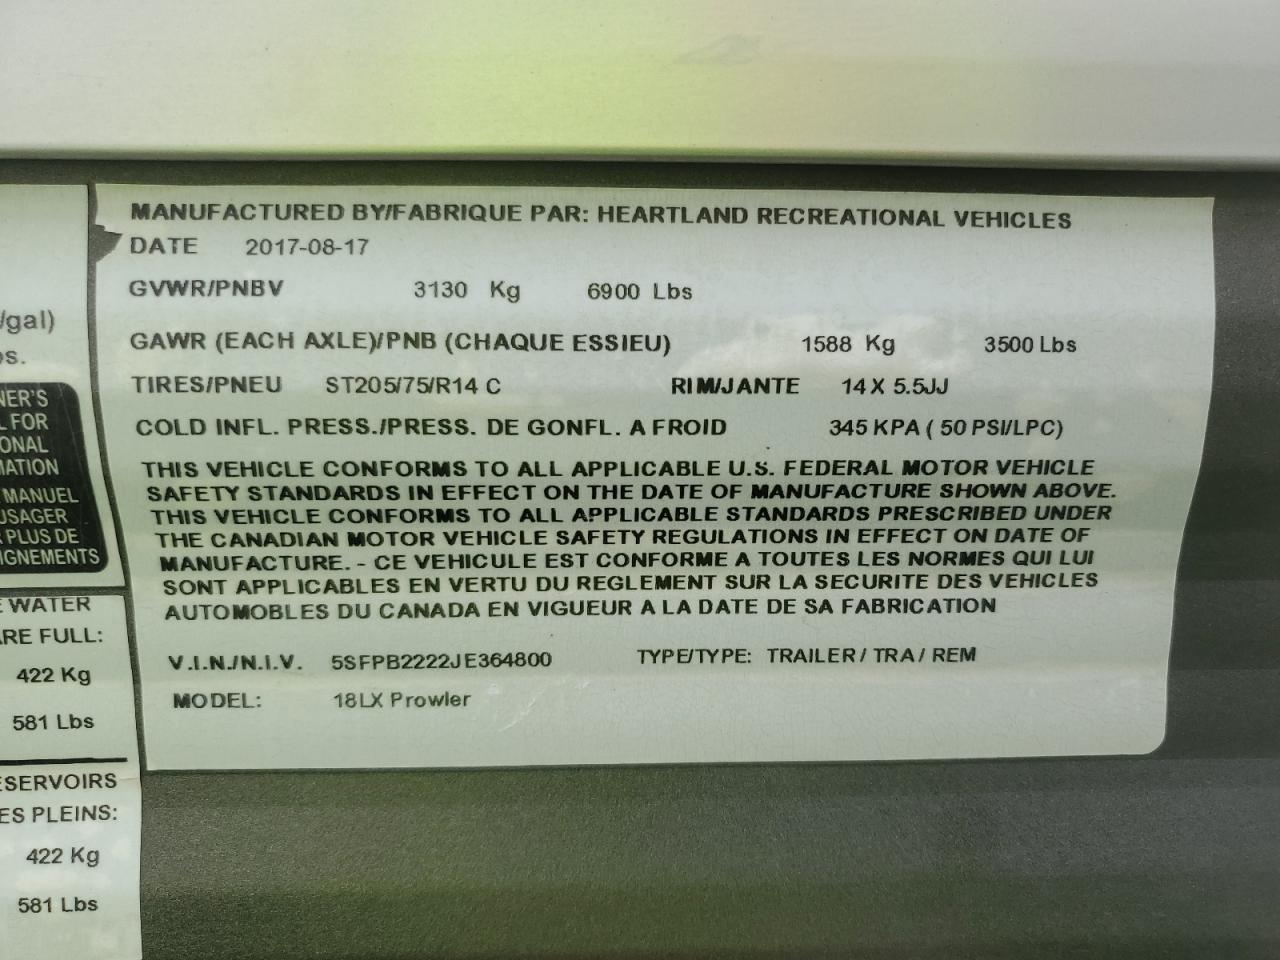 MANUFACTURED BY/FABRIQUE PAR: HEARTLAND RECREATIONAL VEHICLES
DATE 2017-08-17
GVWR/PNBV 3130 Kg 6900 Lbs
GAWR (EACH AXLE)/PNB (CHAQUE ESSIEU) 1588 Kg 3500 Lbs
TIRES/PNEU ST205/75/R14 C RIM/JANTE 14 X 5.5JJ
COLD INFL. PRESS./PRESS. DE GONFL. A FROID 345 KPA ( 50 PSI/LPC)
THIS VEHICLE CONFORMS TO ALL APPLICABLE U.S. FEDERAL MOTOR VEHICLE
SAFETY STANDARDS IN EFFECT ON THE DATE OF MANUFACTURE SHOWN ABOVE.
THIS VEHICLE CONFORMS TO ALL APPLICABLE STANDARDS PRESCRIBED UNDER
THE CANADIAN MOTOR VEHICLE SAFETY REGULATIONS IN EFFECT ON DATE OF
MANUFACTURE. - CE VEHICULE EST CONFORME A TOUTES LES NORMES QUI LUI
SONT APPLICABLES EN VERTU DU REGLEMENT SUR LA SECURITE DES VEHICLES
AUTOMOBLES DU CANADA EN VIGUEUR A LA DATE DE SA FABRICATION
V.I.N./N.I.V. 5SFPB2222JE364800 TYPE/TYPE: TRAILER / TRA / REM
MODEL: 18LX Prowler
/gal)
s.
NER'S
L FOR
ONAL
MATION
MANUEL
USAGER
PLUS DE
IGNEMENTS
E WATER
RE FULL:
422 Kg
581 Lbs
ESERVOIRS
ES PLEINS:
422 Kg
581 Lbs